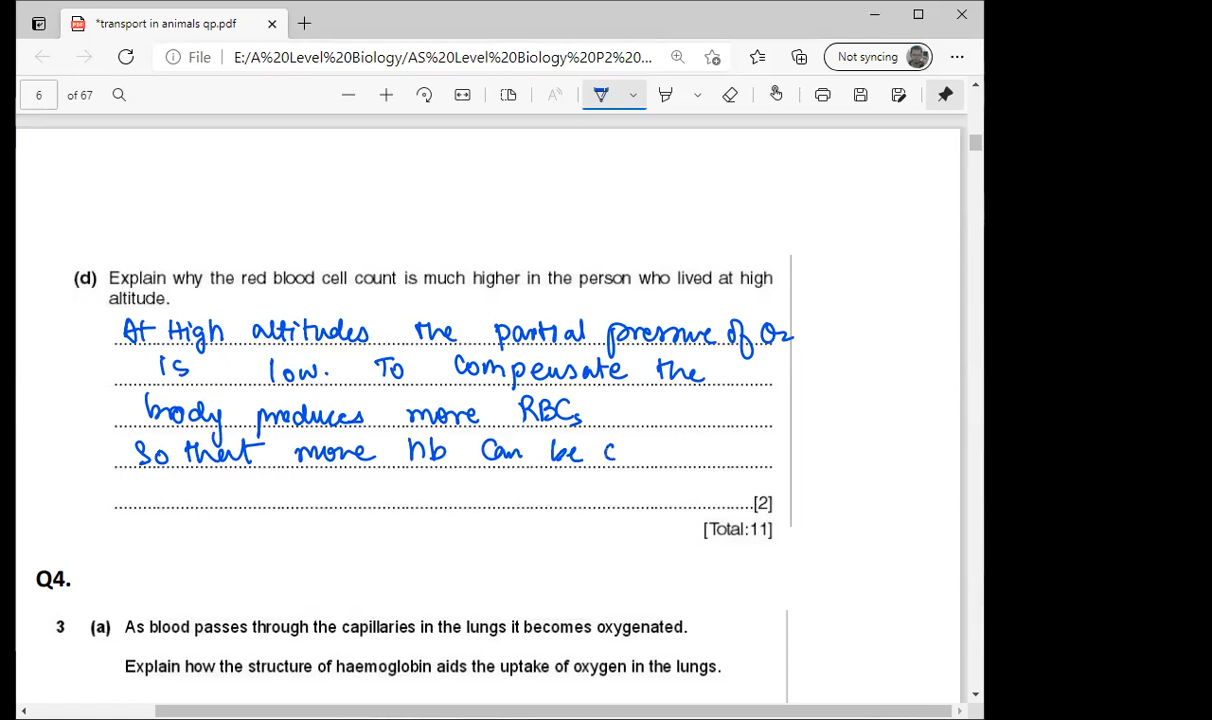 *transport in animals qp.pdf
File
E:/A%20Level%20Biology/AS%20Level%20Biology%20P2%20...
Not syncing
6
of 67
(d) Explain why the red blood cell count is much higher in the person who lived at high
altitude.
At High altitudes the partial pressure of O2
is low. To compensate the
body produces more RBCs
So that more hb can be c
[2]
[Total:11]
Q4.
3 (a) As blood passes through the capillaries in the lungs it becomes oxygenated.
Explain how the structure of haemoglobin aids the uptake of oxygen in the lungs.